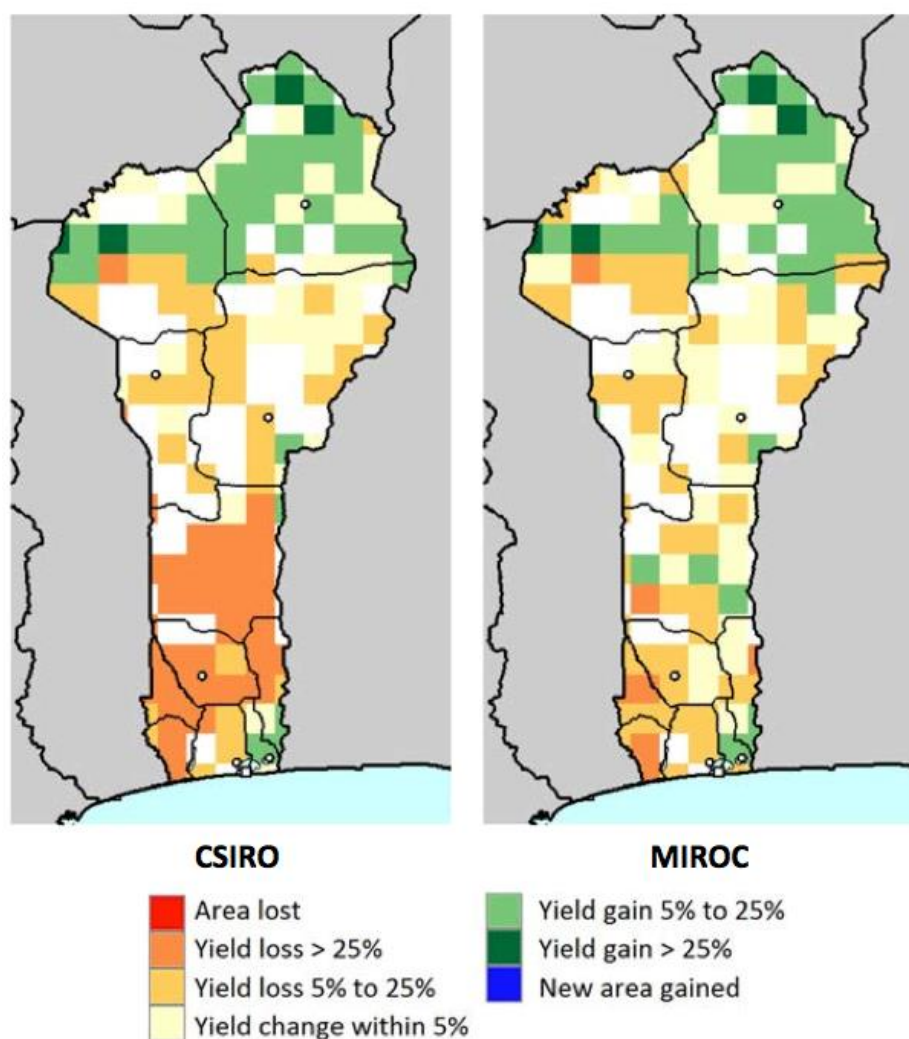 CSIRO
MIROC
Area lost
Yield loss > 25%
Yield loss 5% to 25%
Yield change within 5%
Yield gain 5% to 25%
Yield gain > 25%
New area gained